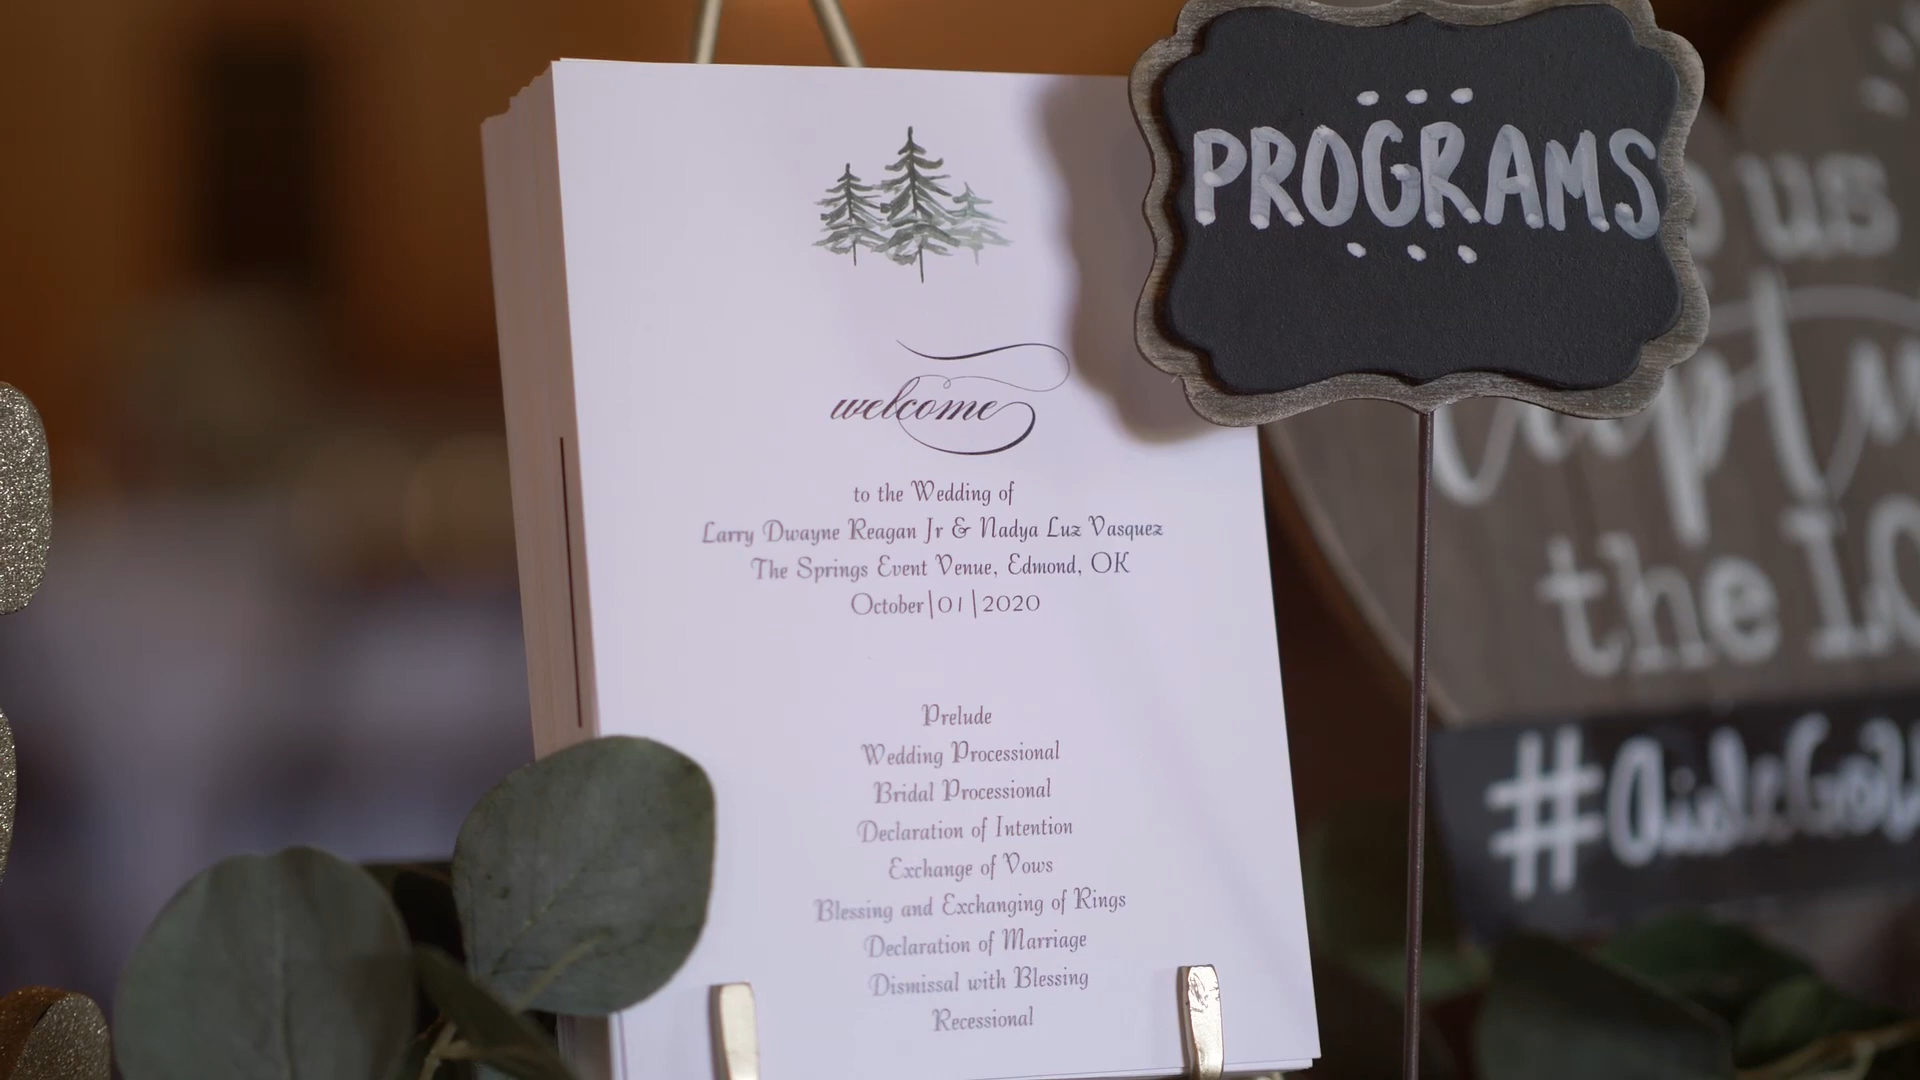 PROGRAMS
welcome
to the Wedding of
Larry Dwayne Reagan Jr & Nadya Luz Vasquez
The Springs Event Venue, Edmond, OK
October|01|2020
Prelude
Wedding Processional
Bridal Processional
Declaration of Intention
Exchange of Vows
Blessing and Exchanging of Rings
Declaration of Marriage
Dismissal with Blessing
Recessional
us
the